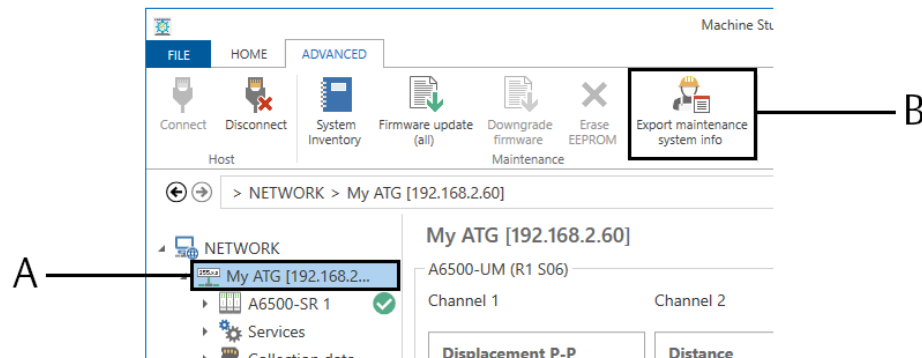 Machine Stu
FILE HOME ADVANCED
Connect Disconnect System Inventory Firmware update (all) Downgrade firmware Erase EEPROM Export maintenance system info
Host Maintenance
B
> NETWORK > My ATG [192.168.2.60]
NETWORK
My ATG [192.168.2...
A6500-SR 1
Services
Collection data
A
My ATG [192.168.2.60]
A6500-UM (R1 S06)
Channel 1 Channel 2
Displacement P-P Distance